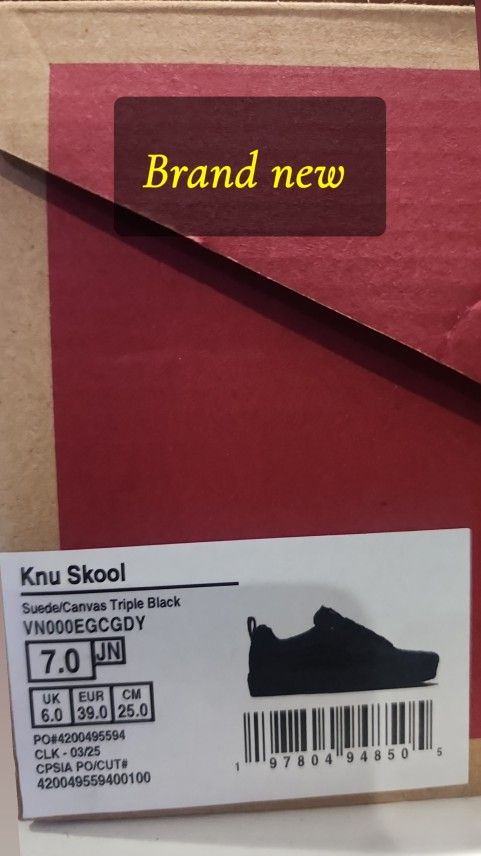 Brand new
Knu Skool
Suede/Canvas Triple Black
VN000EGCGDY
7.0 JN
UK EUR CM
6.0 39.0 25.0
PO#4200495594
CLK - 03/25
CPSIA PO/CUT#
420049559400100
1 97804 94850 5